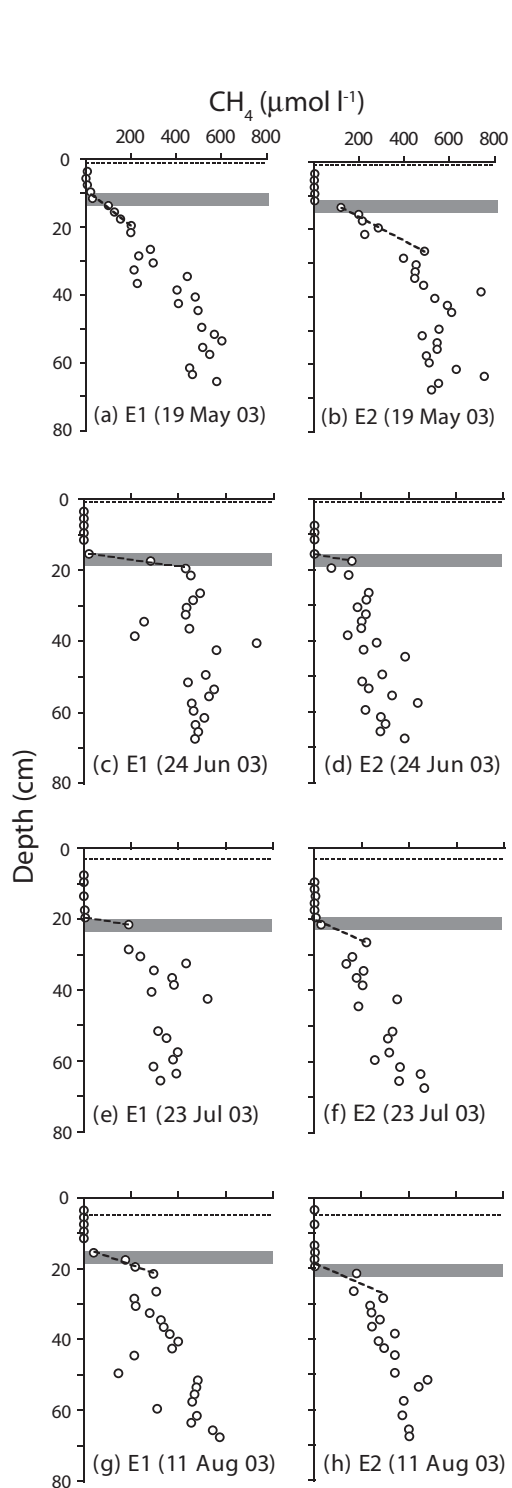 CH4 (μmol l-1)
200 400 600 800 200 400 600 800
0
20
40
60
80
(a) E1 (19 May 03) (b) E2 (19 May 03)
0
20
40
60
80
(c) E1 (24 Jun 03) (d) E2 (24 Jun 03)
Depth (cm)
0
20
40
60
80
(e) E1 (23 Jul 03) (f) E2 (23 Jul 03)
0
20
40
60
80
(g) E1 (11 Aug 03) (h) E2 (11 Aug 03)